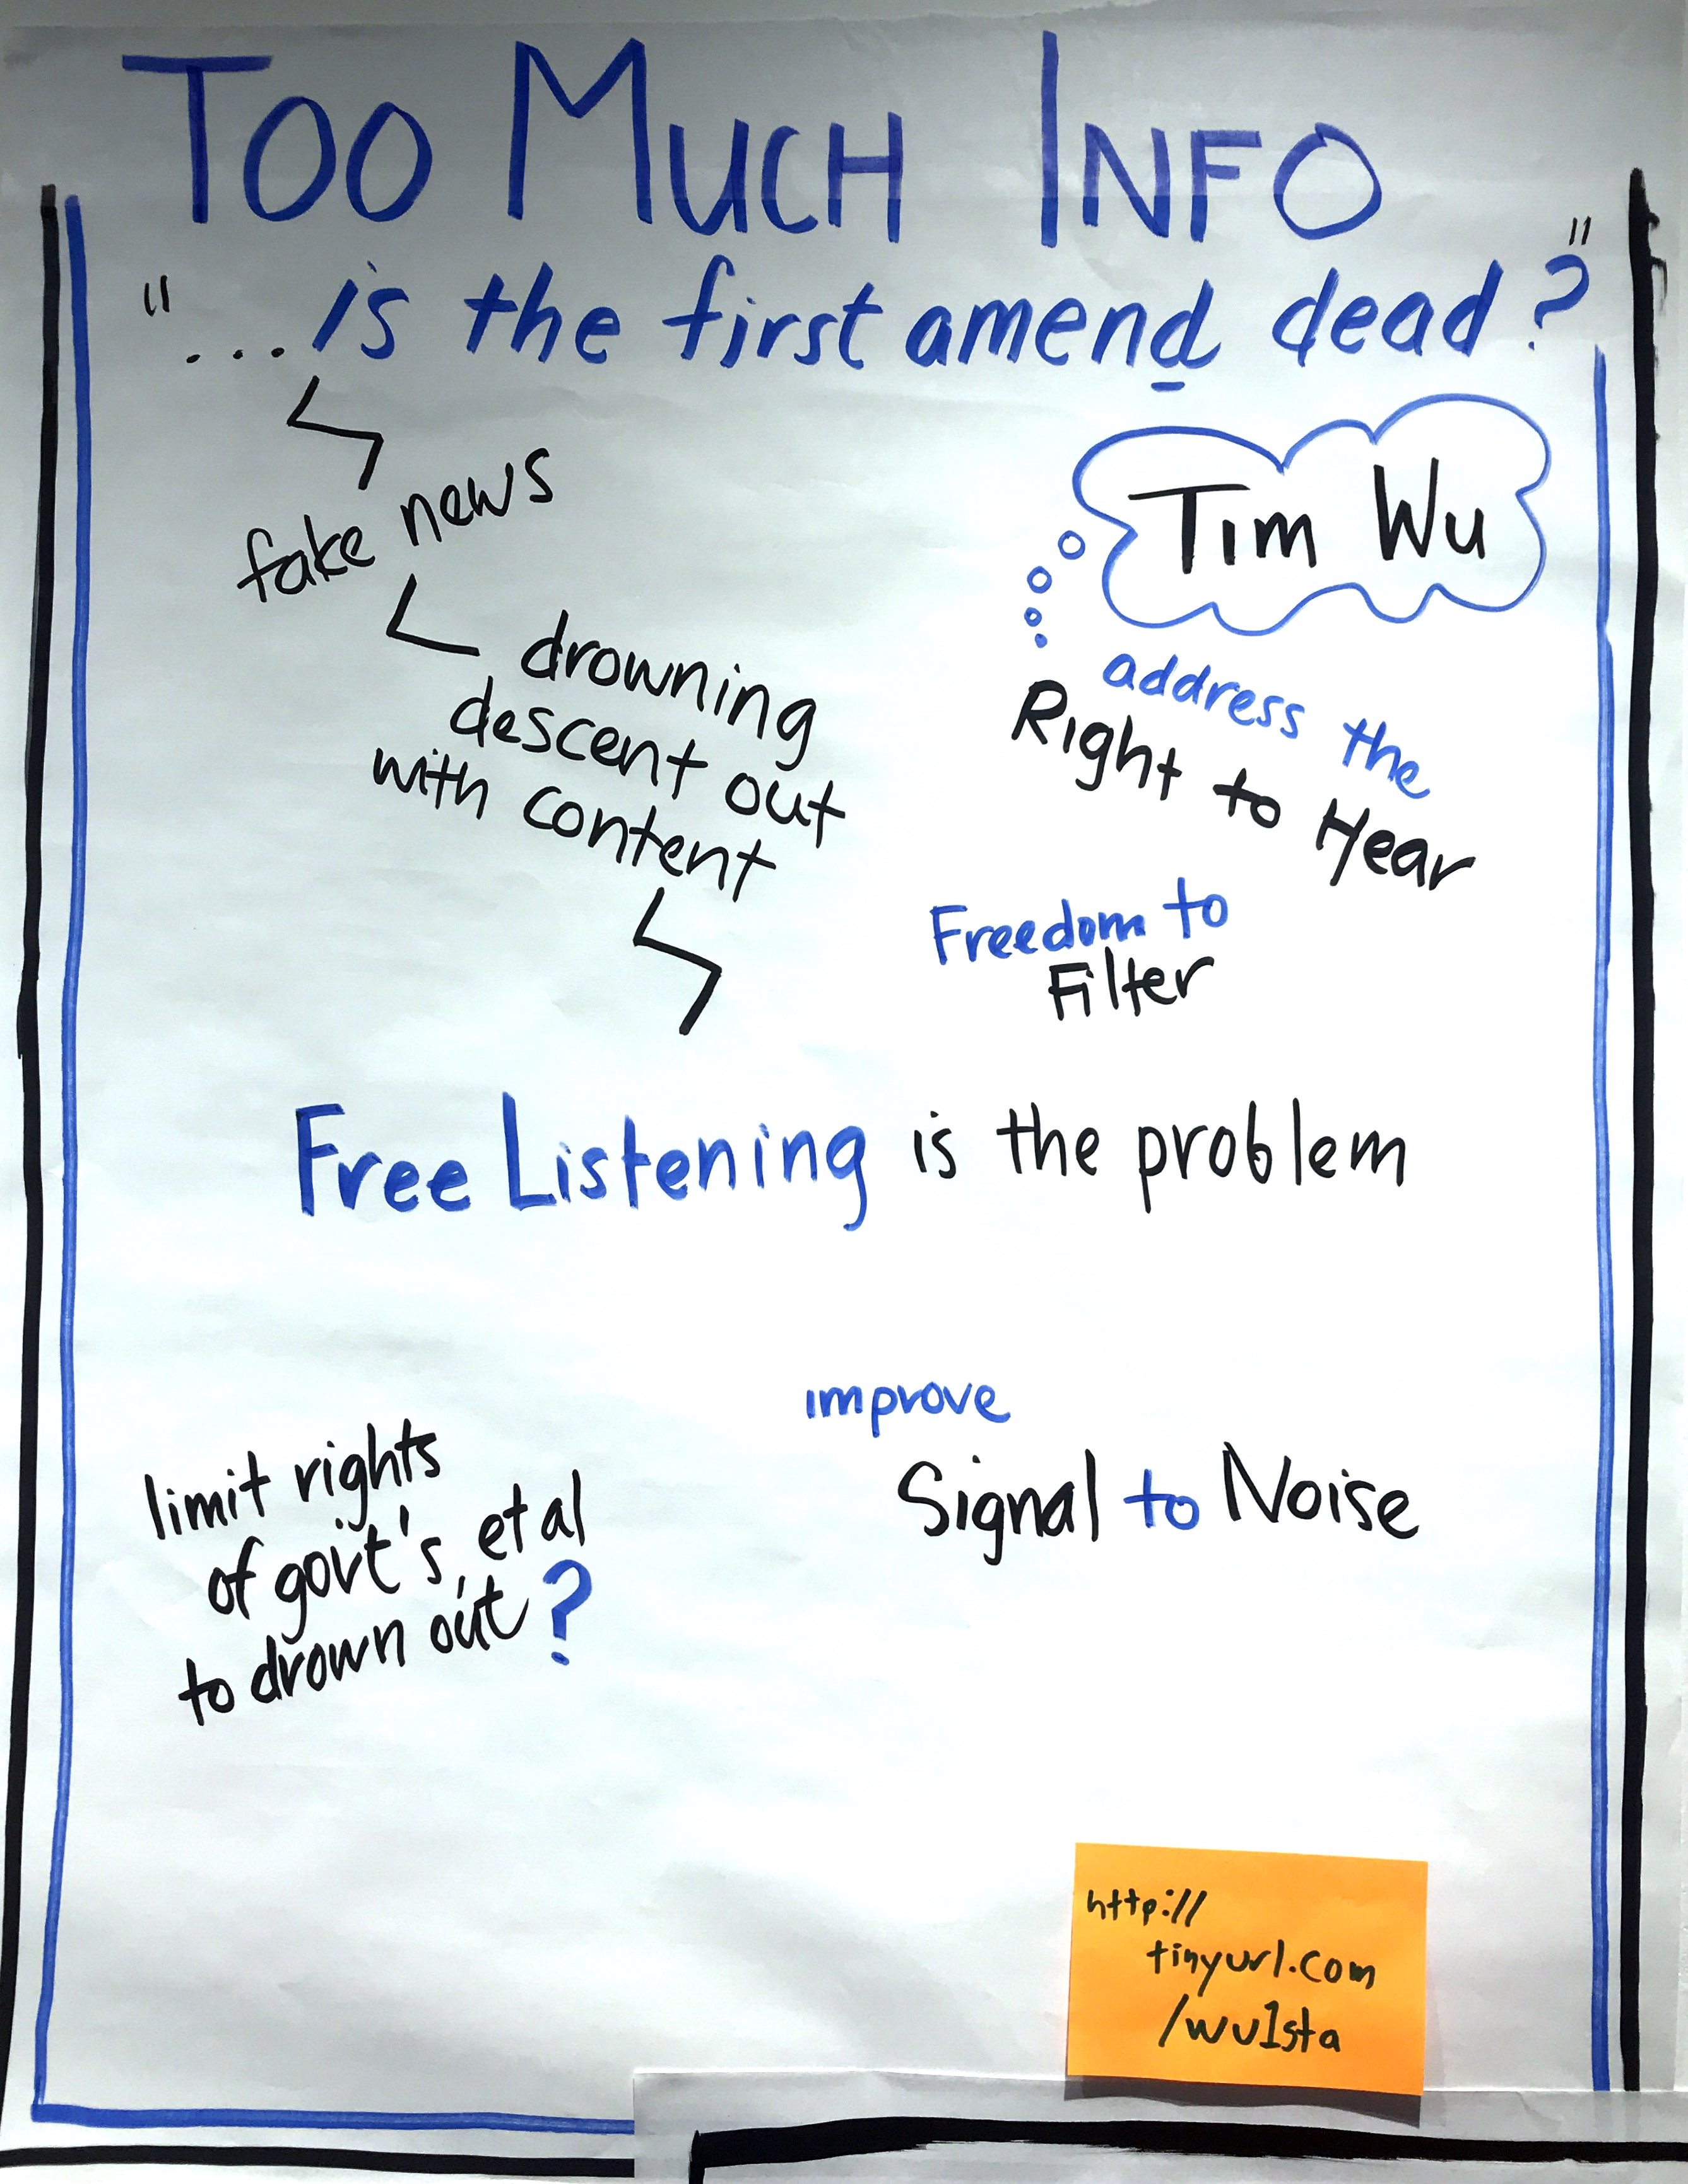 TOO MUCH INFO
"...is the first amend dead?"
fake news
drowning
descent out
with content
Tim Wu
address the
Right to Hear
Freedom to
Filter
Free Listening is the problem
limit rights
of govt's, et al
to drown out?
improve
Signal to Noise
http://
tinyurl.com
/wu1sta